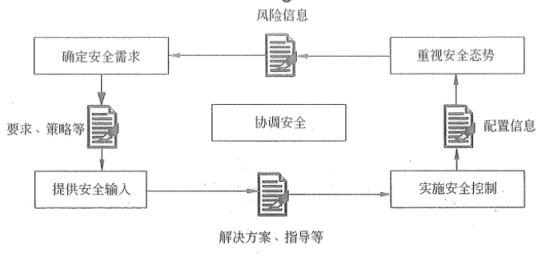 风险信息
确定安全需求
重视安全态势
要求、策略等
协调安全
配置信息
提供安全输入
实施安全控制
解决方案、指导等